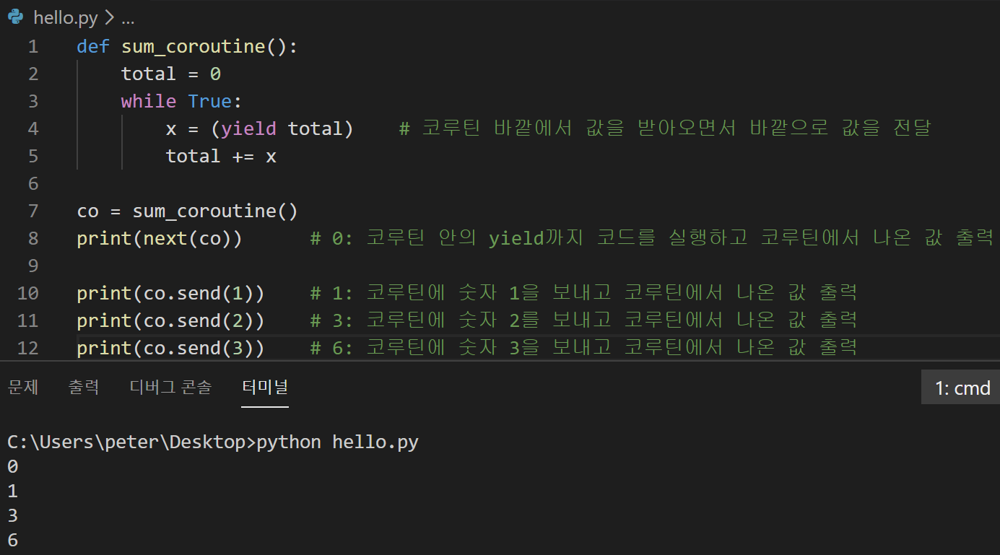 hello.py > ...
1 def sum_coroutine():
2     total = 0
3     while True:
4         x = (yield total)    # 코루틴 바깥에서 값을 받아오면서 바깥으로 값을 전달
5         total += x
6
7 co = sum_coroutine()
8 print(next(co))      # 0: 코루틴 안의 yield까지 코드를 실행하고 코루틴에서 나온 값 출력
9
10 print(co.send(1))    # 1: 코루틴에 숫자 1을 보내고 코루틴에서 나온 값 출력
11 print(co.send(2))    # 3: 코루틴에 숫자 2를 보내고 코루틴에서 나온 값 출력
12 print(co.send(3))    # 6: 코루틴에 숫자 3을 보내고 코루틴에서 나온 값 출력
문제 출력 디버그 콘솔 터미널 1: cmd
C:\Users\peter\Desktop>python hello.py
0
1
3
6